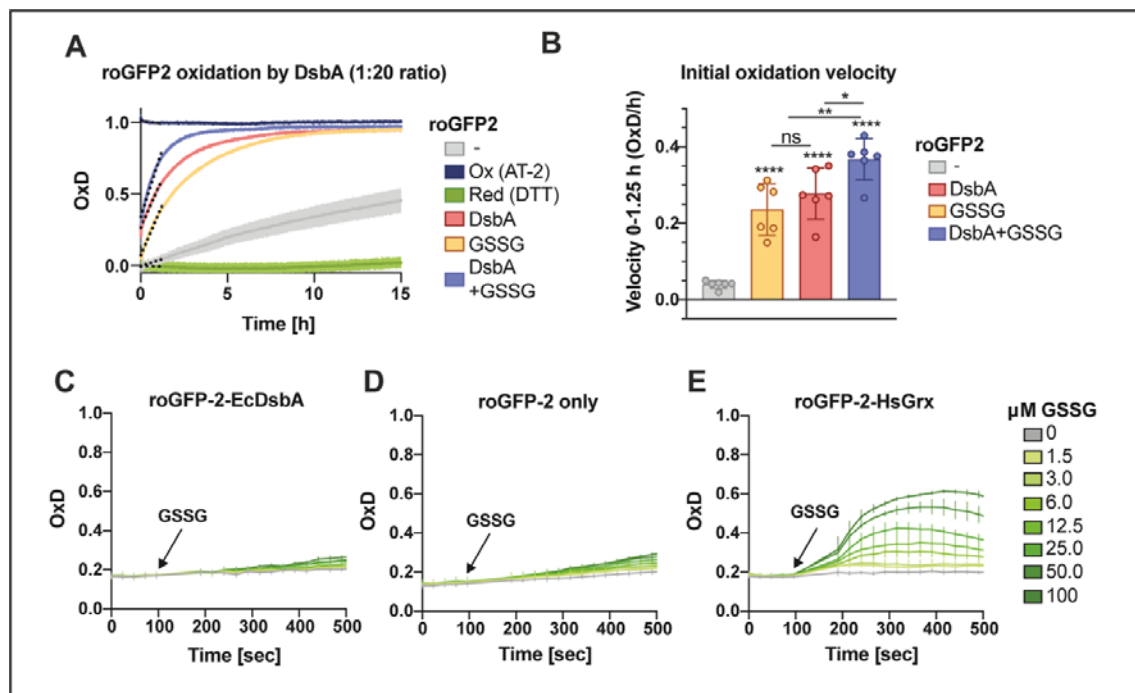 A
roGFP2 oxidation by DsbA (1:20 ratio)
OxD
1.0
0.5
0.0
0
5
10
15
Time [h]
roGFP2
-
Ox (AT-2)
Red (DTT)
DsbA
GSSG
DsbA
+GSSG
B
Initial oxidation velocity
Velocity 0-1.25 h (OxD/h)
0.6
0.4
0.2
0.0
*
**
ns
****
****
****
roGFP2
-
DsbA
GSSG
DsbA+GSSG
C
roGFP-2-EcDsbA
OxD
1.0
0.8
0.6
0.4
0.2
0.0
GSSG
0 100 200 300 400 500
Time [sec]
D
roGFP-2 only
OxD
1.0
0.8
0.6
0.4
0.2
0.0
GSSG
0 100 200 300 400 500
Time [sec]
E
roGFP-2-HsGrx
OxD
1.0
0.8
0.6
0.4
0.2
0.0
GSSG
0 100 200 300 400 500
Time [sec]
µM GSSG
0
1.5
3.0
6.0
12.5
25.0
50.0
100